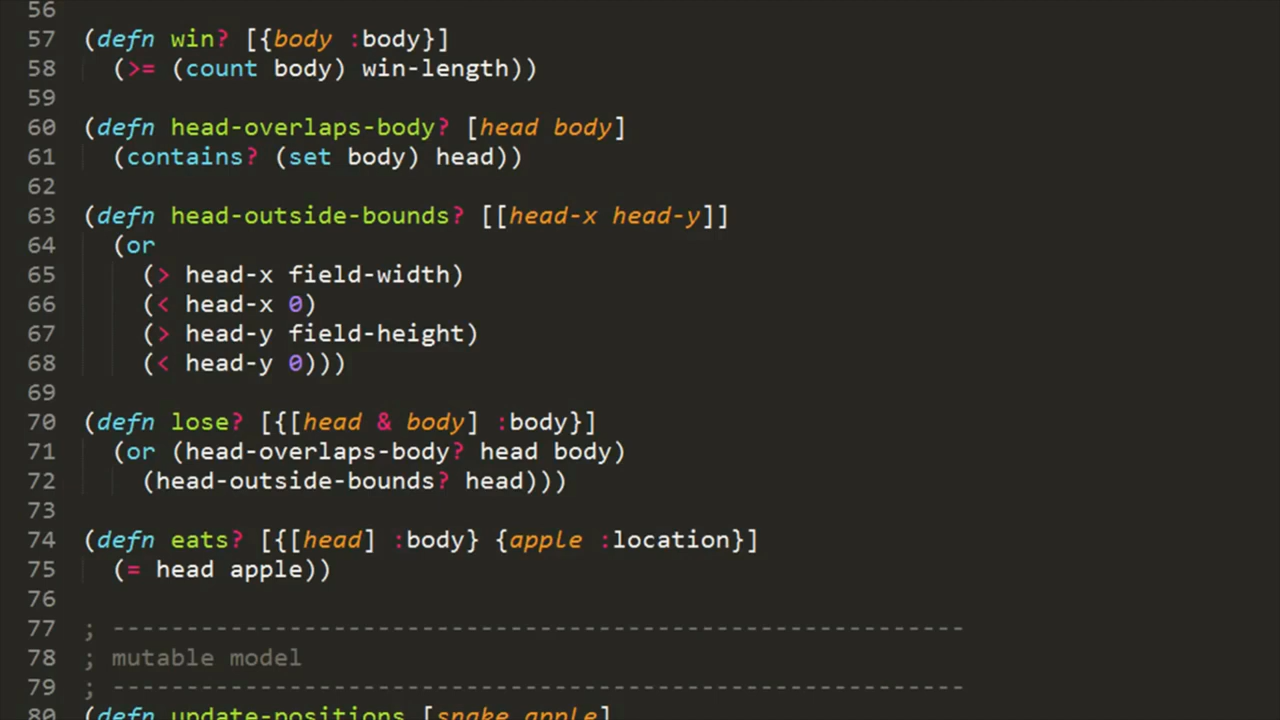 56
57 (defn win? [{body :body}]
58   (>= (count body) win-length))
59
60 (defn head-overlaps-body? [head body]
61   (contains? (set body) head))
62
63 (defn head-outside-bounds? [[head-x head-y]]
64   (or
65     (> head-x field-width)
66     (< head-x 0)
67     (> head-y field-height)
68     (< head-y 0)))
69
70 (defn lose? [{[head & body] :body}]
71   (or (head-overlaps-body? head body)
72     (head-outside-bounds? head)))
73
74 (defn eats? [{[head] :body} {apple :location}]
75   (= head apple))
76
77 ; ----------------------------------------------------------
78 ; mutable model
79 ; ----------------------------------------------------------
80 (defn update-positions [snake apple]